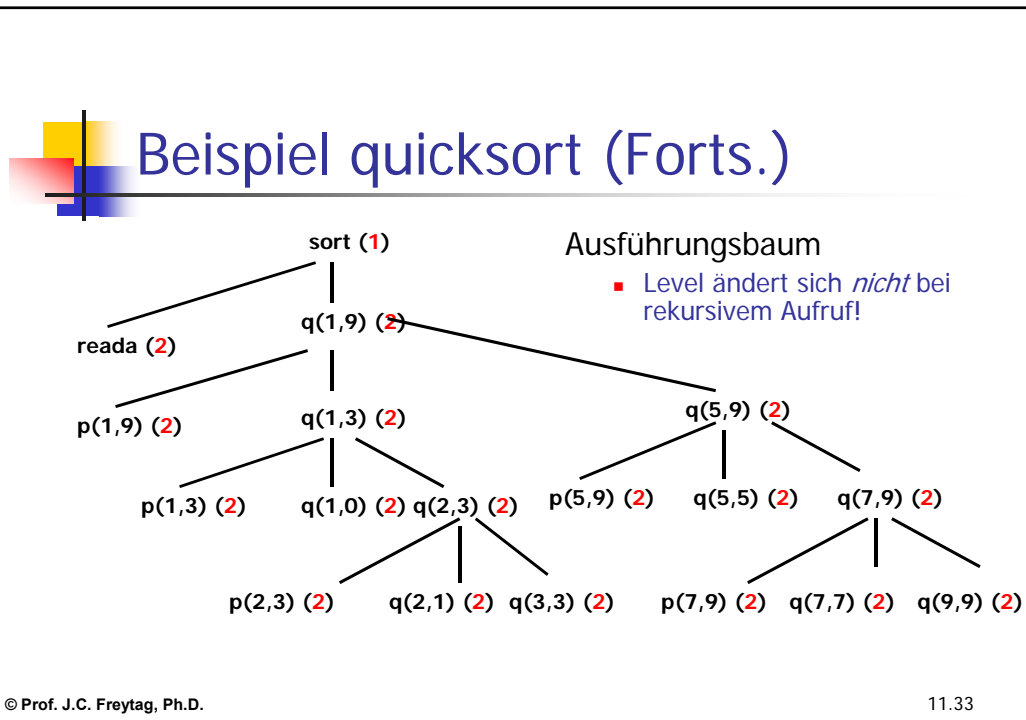 Beispiel quicksort (Forts.)
sort (1)
Ausführungsbaum
Level ändert sich nicht bei
rekursivem Aufruf!
reada (2)
q(1,9) (2)
p(1,9) (2)
q(1,3) (2)
q(5,9) (2)
p(1,3) (2)
q(1,0) (2)
q(2,3) (2)
p(5,9) (2)
q(5,5) (2)
q(7,9) (2)
p(2,3) (2)
q(2,1) (2)
q(3,3) (2)
p(7,9) (2)
q(7,7) (2)
q(9,9) (2)
© Prof. J.C. Freytag, Ph.D.
11.33